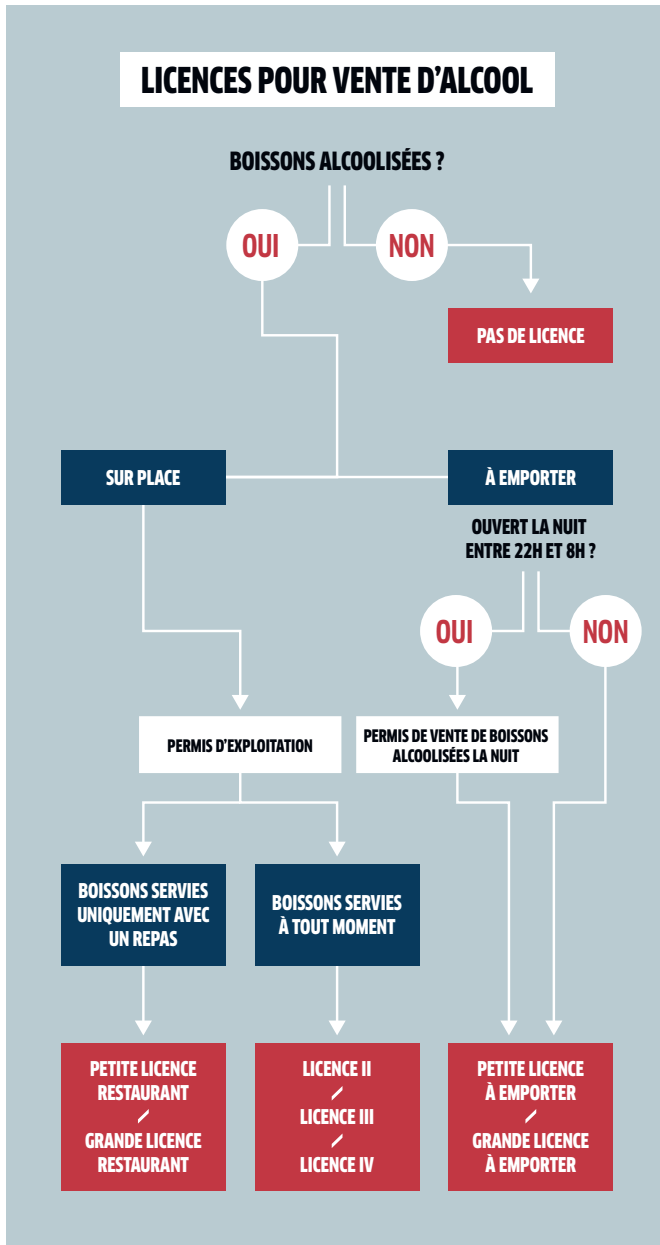 LICENCES POUR VENTE D'ALCOOL
BOISSONS ALCOOLISÉES ?
OUI
NON
PAS DE LICENCE
SUR PLACE
À EMPORTER
OUVERT LA NUIT
ENTRE 22H ET 8H ?
OUI
NON
PERMIS D'EXPLOITATION
PERMIS DE VENTE DE BOISSONS
ALCOOLISÉES LA NUIT
BOISSONS SERVIES
UNIQUEMENT AVEC
UN REPAS
BOISSONS SERVIES
À TOUT MOMENT
PETITE LICENCE
RESTAURANT
/
GRANDE LICENCE
RESTAURANT
LICENCE II
/
LICENCE III
/
LICENCE IV
PETITE LICENCE
À EMPORTER
/
GRANDE LICENCE
À EMPORTER